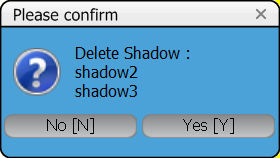 Please confirm
Delete Shadow :
shadow2
shadow3
No [N]
Yes [Y]